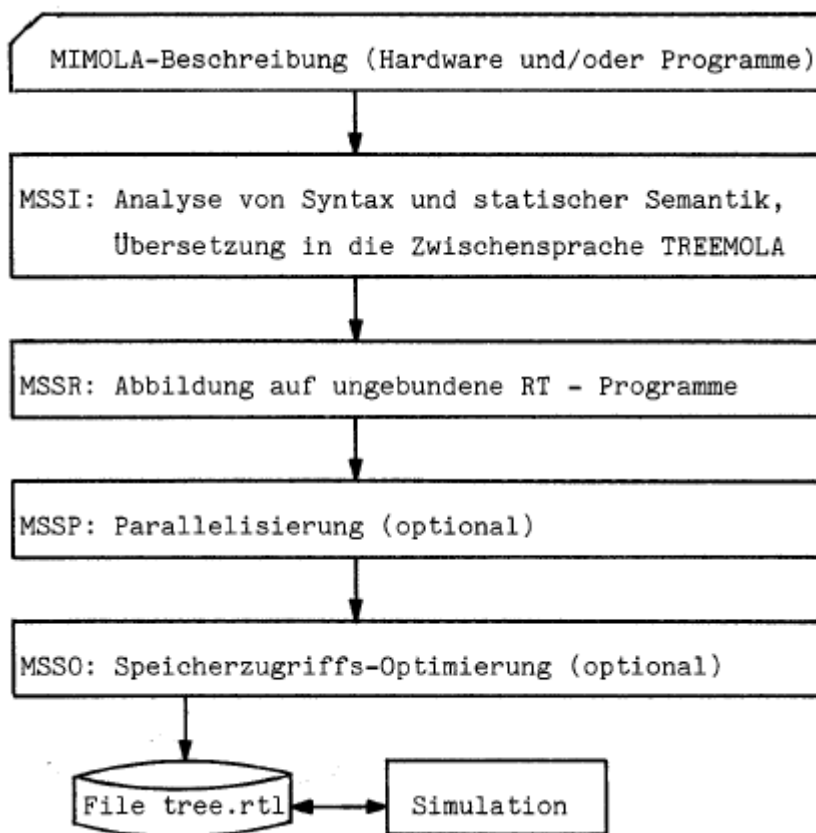 MIMOLA-Beschreibung (Hardware und/oder Programme)
MSSI: Analyse von Syntax und statischer Semantik,
Übersetzung in die Zwischensprache TREEMOLA
MSSR: Abbildung auf ungebundene RT - Programme
MSSP: Parallelisierung (optional)
MSSO: Speicherzugriffs-Optimierung (optional)
File tree.rtl
Simulation